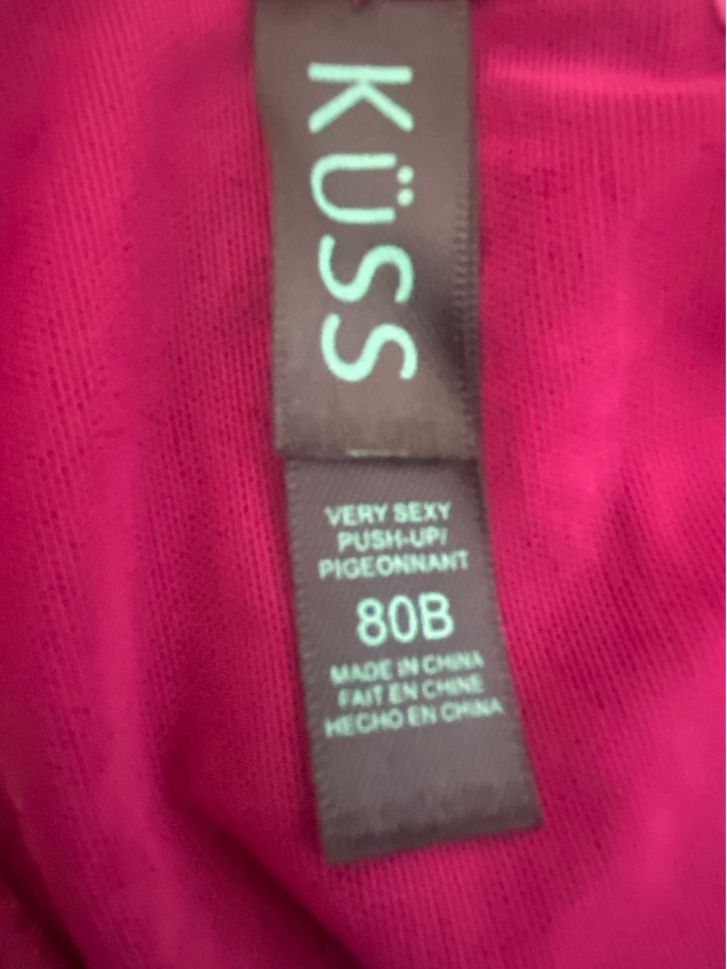 KÜSS
VERY SEXY
PUSH-UP/
PIGEONNANT
80B
MADE IN CHINA
FAIT EN CHINE
HECHO EN CHINA